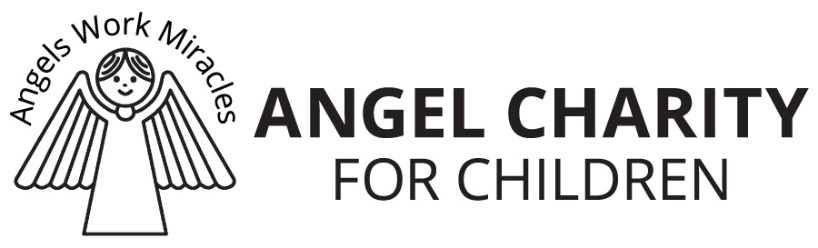 Angels Work Miracles
ANGEL CHARITY
FOR CHILDREN